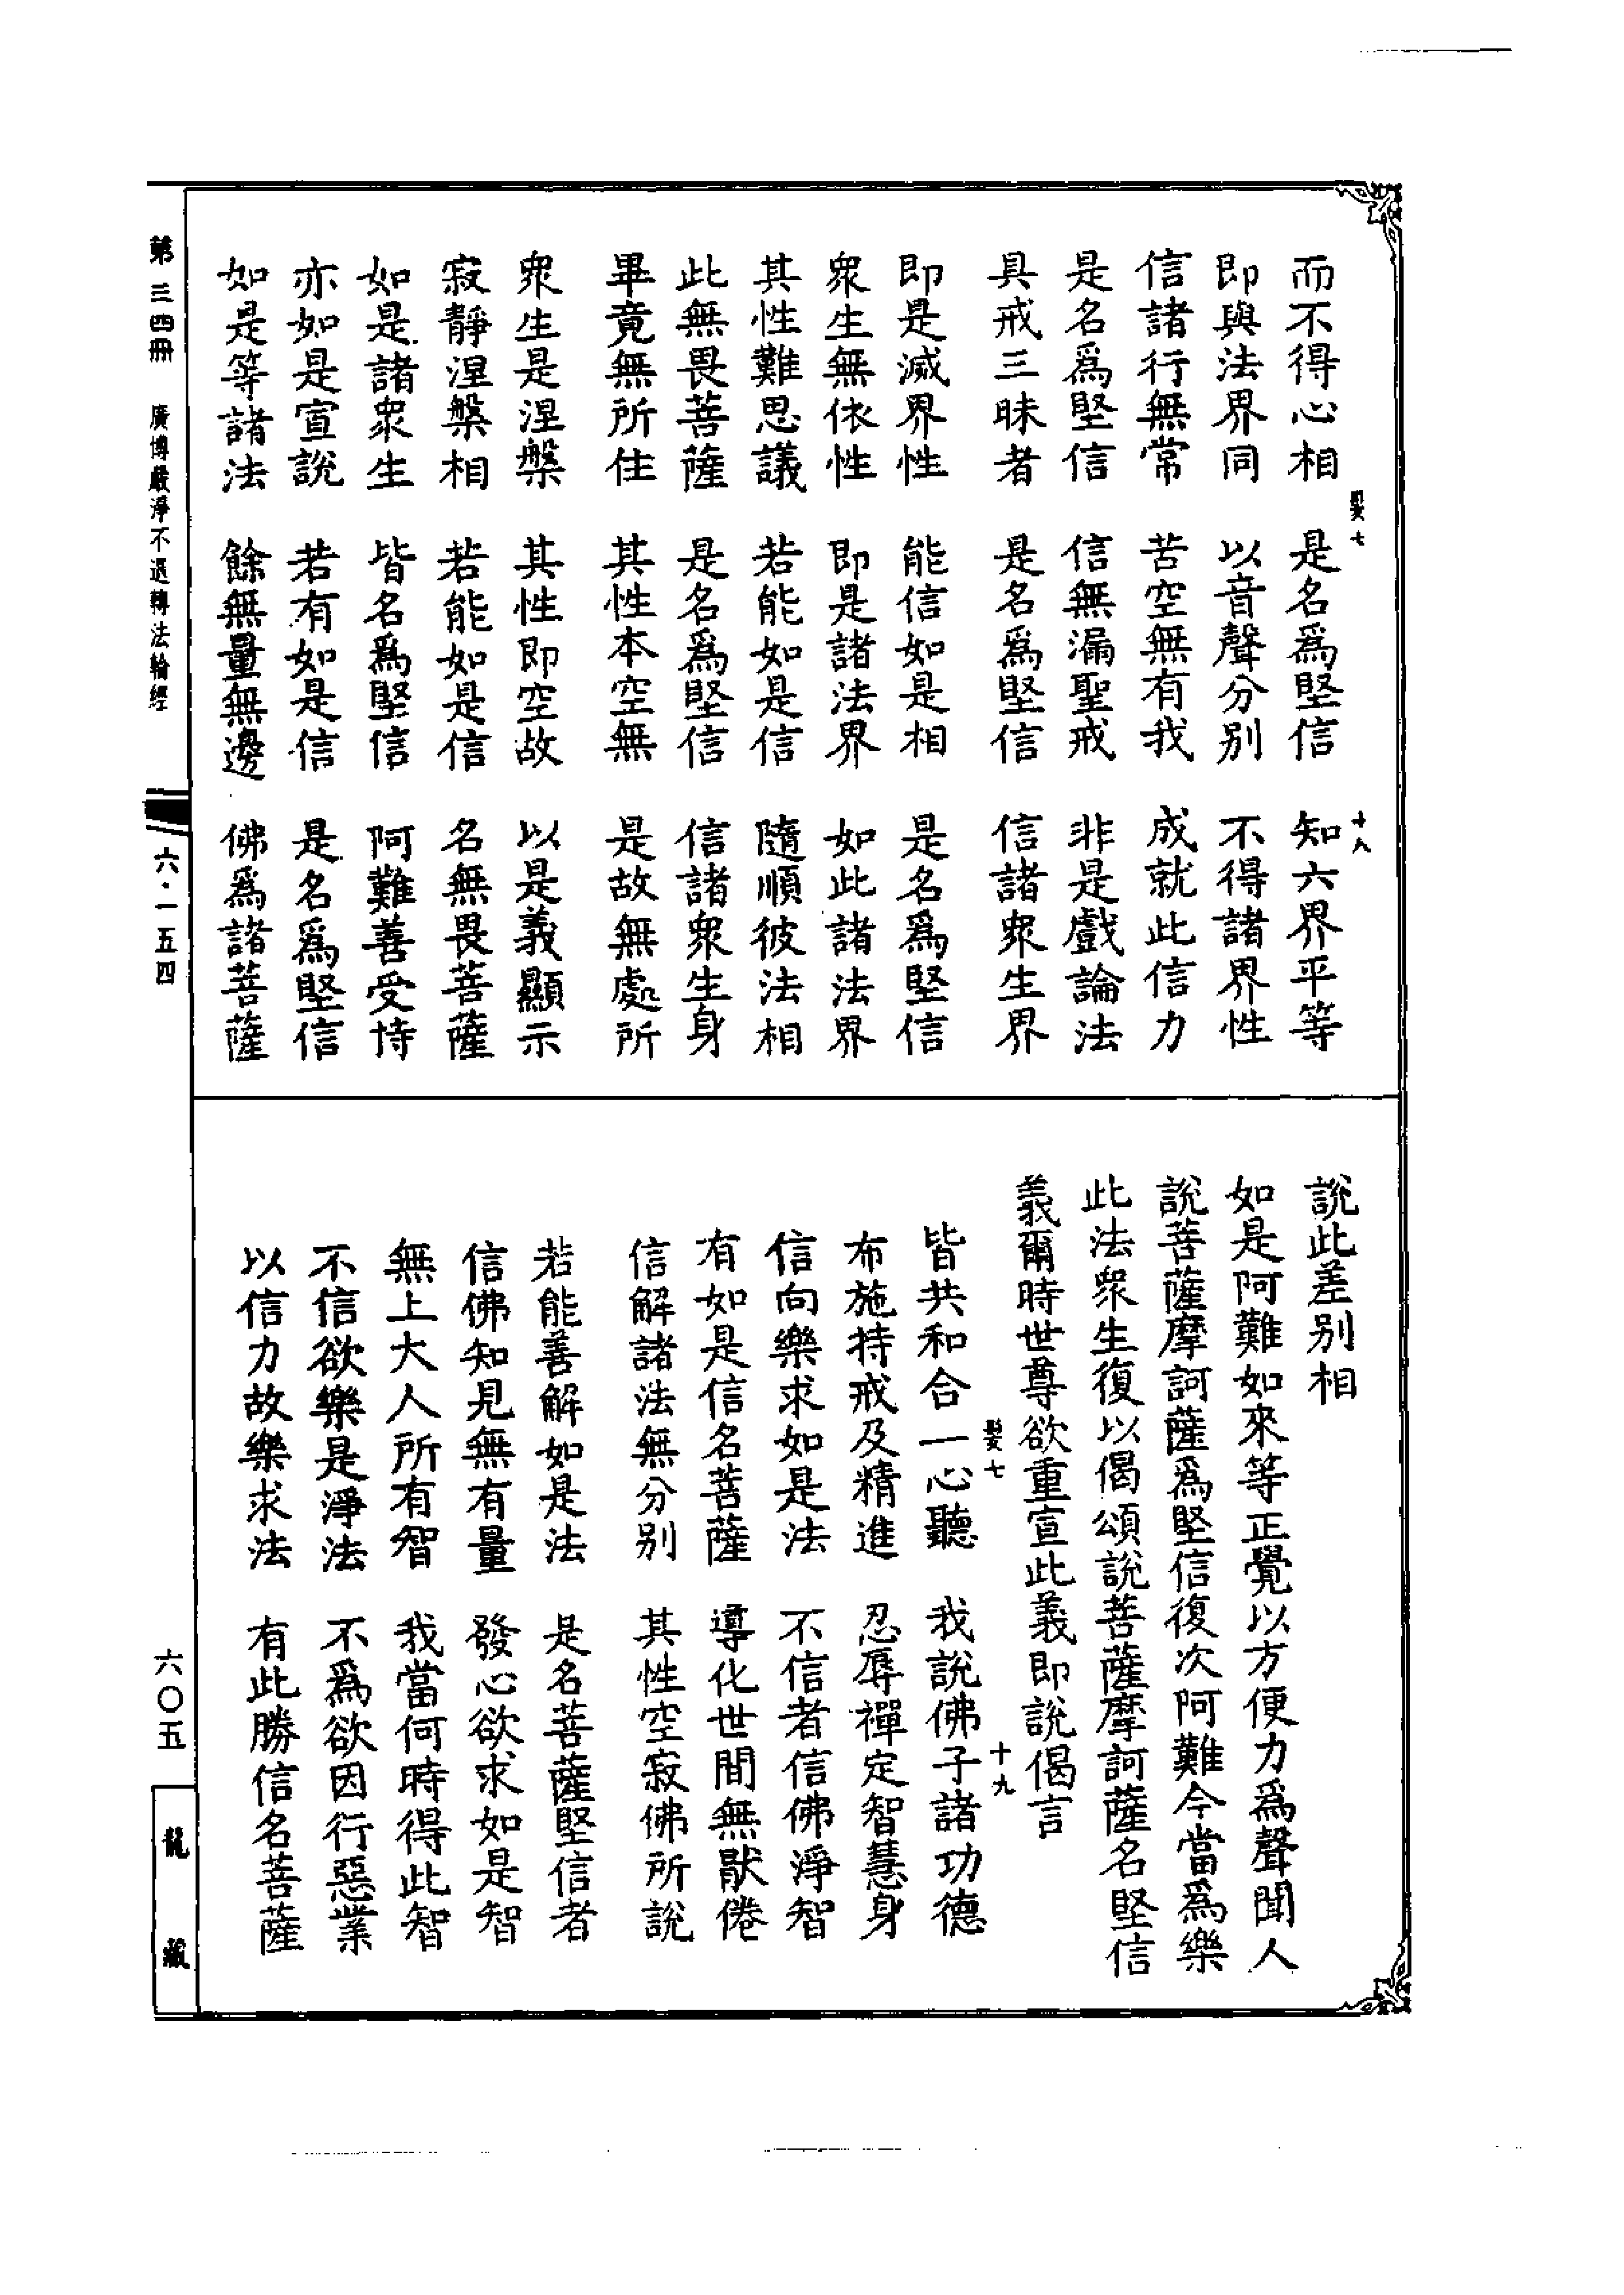 而不得心相　是名爲堅信　知六界平等
即與法界同　以音聲分別　不得諸界性
信諸行無常　苦空無有我　成就此信力
是名爲堅信　信無漏聖戒　非是戲論法
具戒三昧者　是名爲堅信　信諸衆生界
即是滅界性　能信如是相　是名爲堅信
衆生無依性　即是諸法界　如此諸法界
其性難思議　若能如是信　隨順彼法相
此無畏菩薩　是名爲堅信　信諸衆生身
畢竟無所住　其性本空無　是故無處所
衆生是涅槃　其性即空故　以是義顯示
寂靜涅槃相　若能如是信　名無畏菩薩
如是諸衆生　皆名爲堅信　阿難善受持
亦如是宣說　若有如是信　是名爲堅信
如是等諸法　餘無量無邊　佛爲諸菩薩
髮七　十八
說此差別相
如是阿難如來等正覺以方便力爲聲聞人
說菩薩摩訶薩爲堅信復次阿難今當爲樂
此法衆生復以偈頌說菩薩摩訶薩名堅信
義爾時世尊欲重宣此義即說偈言
髮七　十九
皆共和合一心聽　我說佛子諸功德
布施持戒及精進　忍辱禪定智慧身
信向樂求如是法　不信者信佛淨智
有如是信名菩薩　導化世間無猒倦
信解諸法無分別　其性空寂佛所說
若能善解如是法　是名菩薩堅信者
信佛知見無有量　發心欲求如是智
無上大人所有智　我當何時得此智
不信欲樂是淨法　不爲欲因行惡業
以信力故樂求法　有此勝信名菩薩
第三四冊　廣博嚴淨不退轉法輪經
六·一五四
六〇五
龍藏